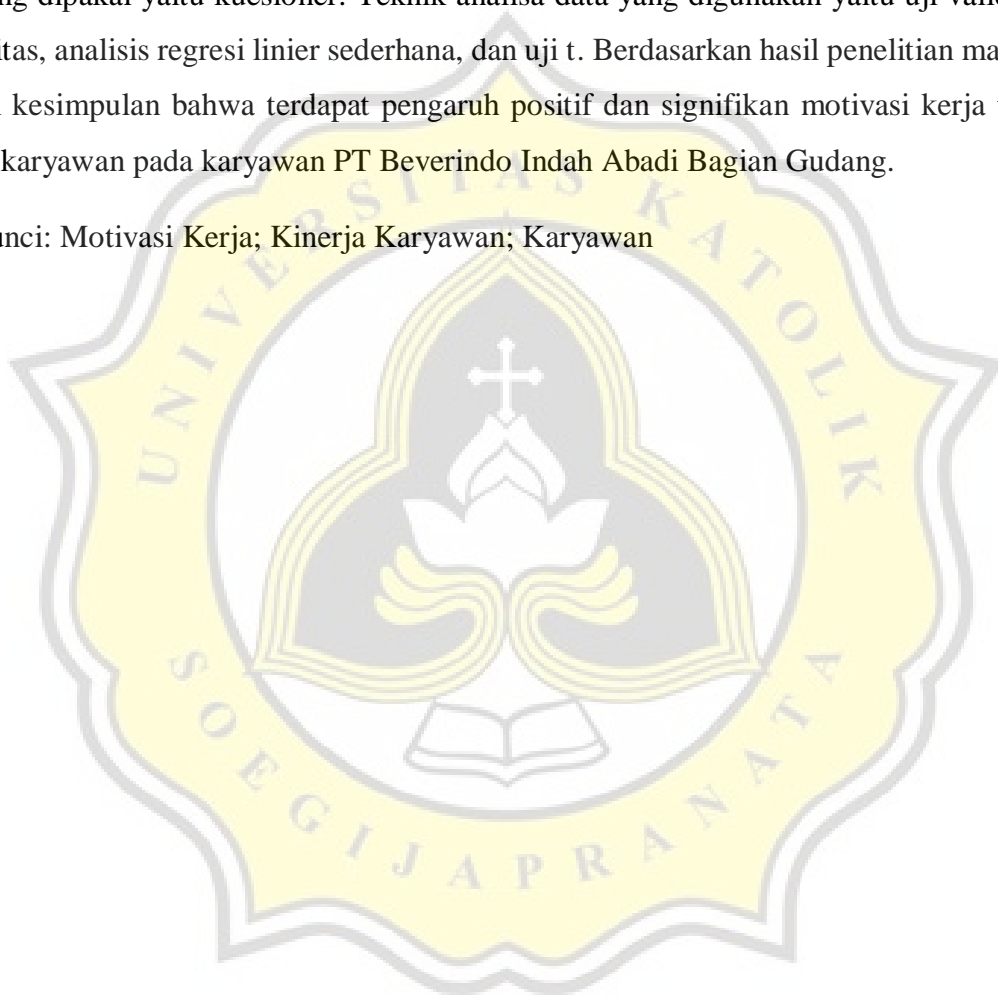 ng dipakai yaitu kuesioner. Teknik analisa data yang digunakan yaitu uji
itas, analisis regresi linier sederhana, dan uji t. Berdasarkan hasil penelitian ma
kesimpulan bahwa terdapat pengaruh positif dan signifikan motivasi kerja
karyawan pada karyawan PT Beverindo Indah Abadi Bagian Gudang.
unci: Motivasi Kerja; Kinerja Karyawan; Karyawan
UNIVERSITAS KATOLIK
SOEGIJAPRANATA